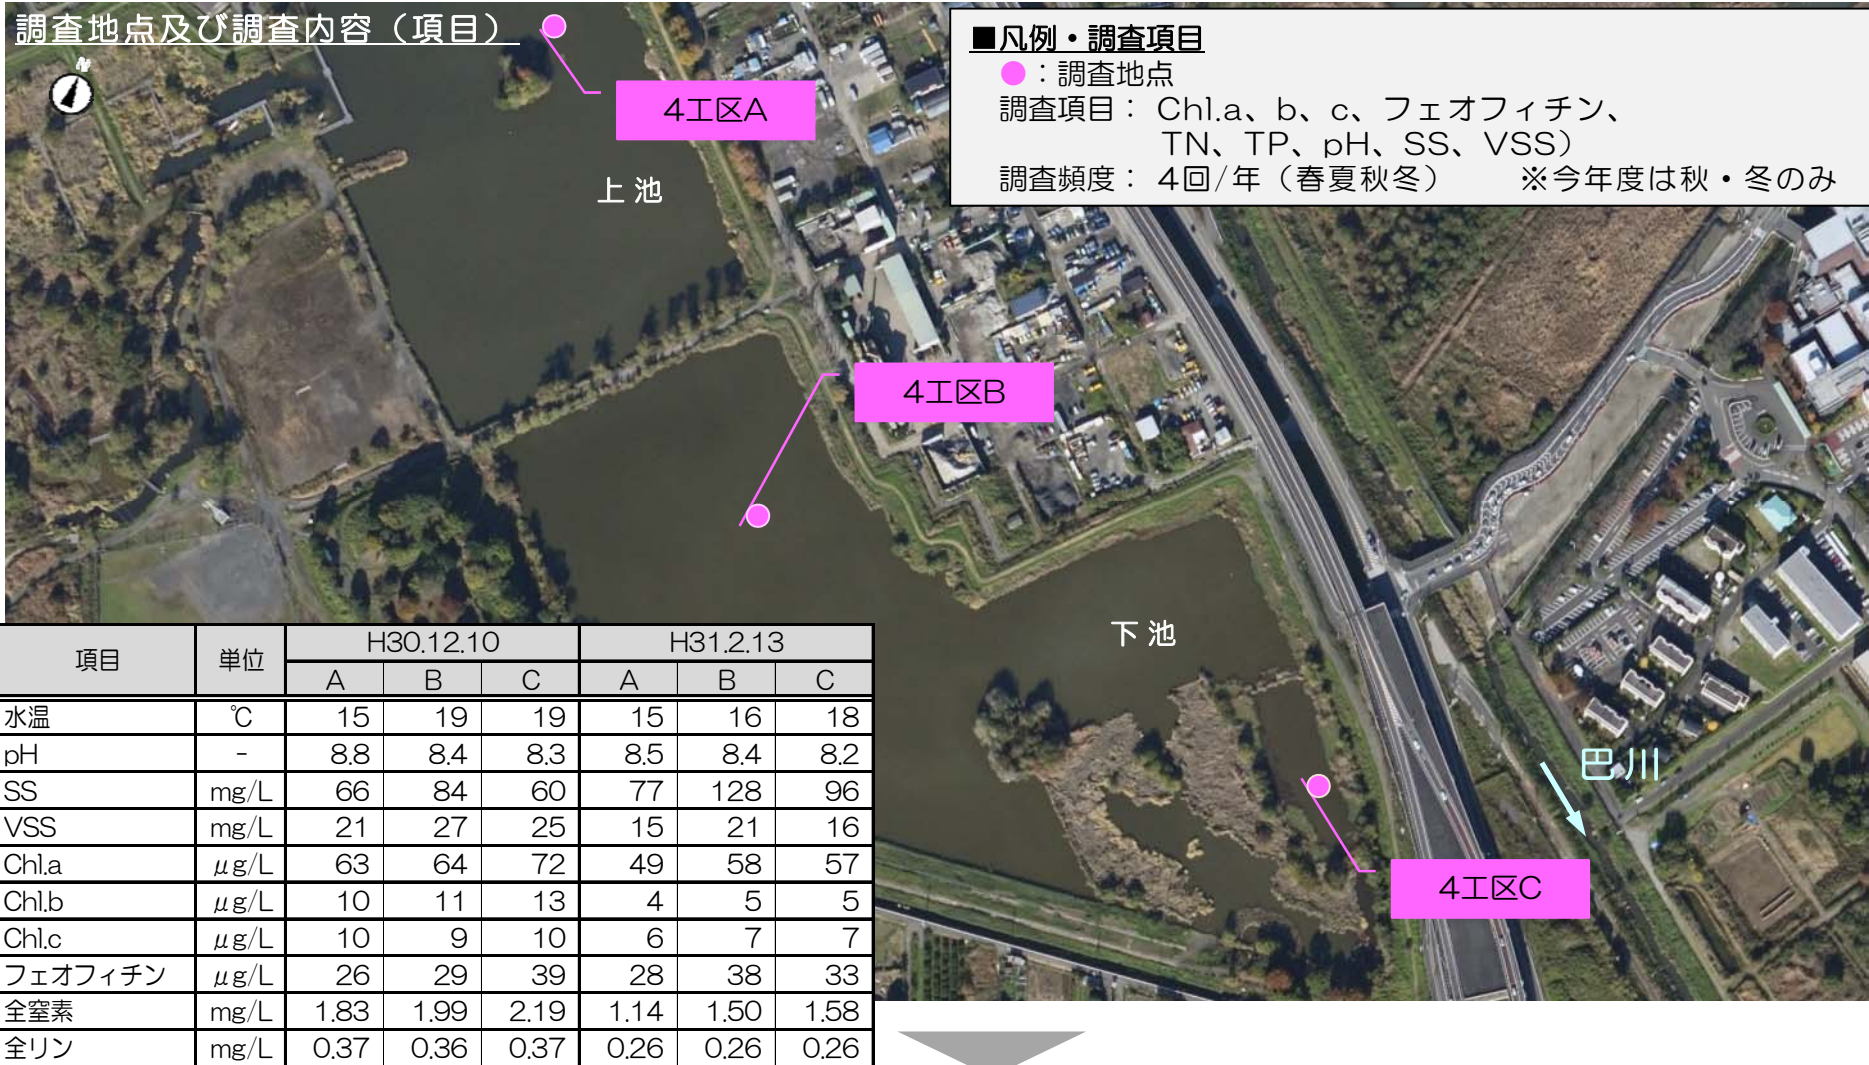 調査地点及び調査内容（項目）
N
■凡例・調査項目
●：調査地点
調査項目： Chl.a、b、c、フェオフィチン、
TN、TP、pH、SS、VSS）
調査頻度： 4回/年（春夏秋冬） ※今年度は秋・冬のみ
4工区A
上池
4工区B
下池
巴川
4工区C
項目 単位 H30.12.10 H31.2.13
A B C A B C
水温 ℃ 15 19 19 15 16 18
pH - 8.8 8.4 8.3 8.5 8.4 8.2
SS mg/L 66 84 60 77 128 96
VSS mg/L 21 27 25 15 21 16
Chl.a μg/L 63 64 72 49 58 57
Chl.b μg/L 10 11 13 4 5 5
Chl.c μg/L 10 9 10 6 7 7
フェオフィチン μg/L 26 29 39 28 38 33
全窒素 mg/L 1.83 1.99 2.19 1.14 1.50 1.58
全リン mg/L 0.37 0.36 0.37 0.26 0.26 0.26